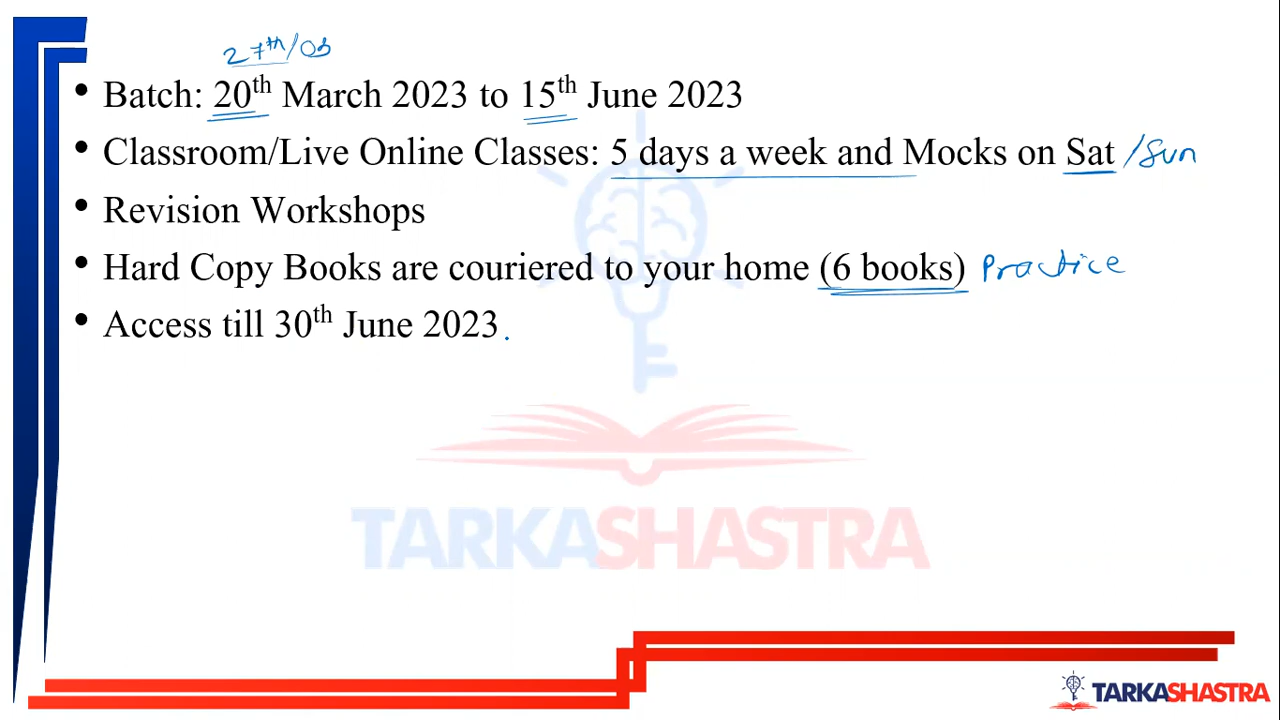 27th/03
• Batch: 20th March 2023 to 15th June 2023
• Classroom/Live Online Classes: 5 days a week and Mocks on Sat /Sun
• Revision Workshops
• Hard Copy Books are couriered to your home (6 books) Practice
• Access till 30th June 2023.
TARKASHASTRA
TARKASHASTRA